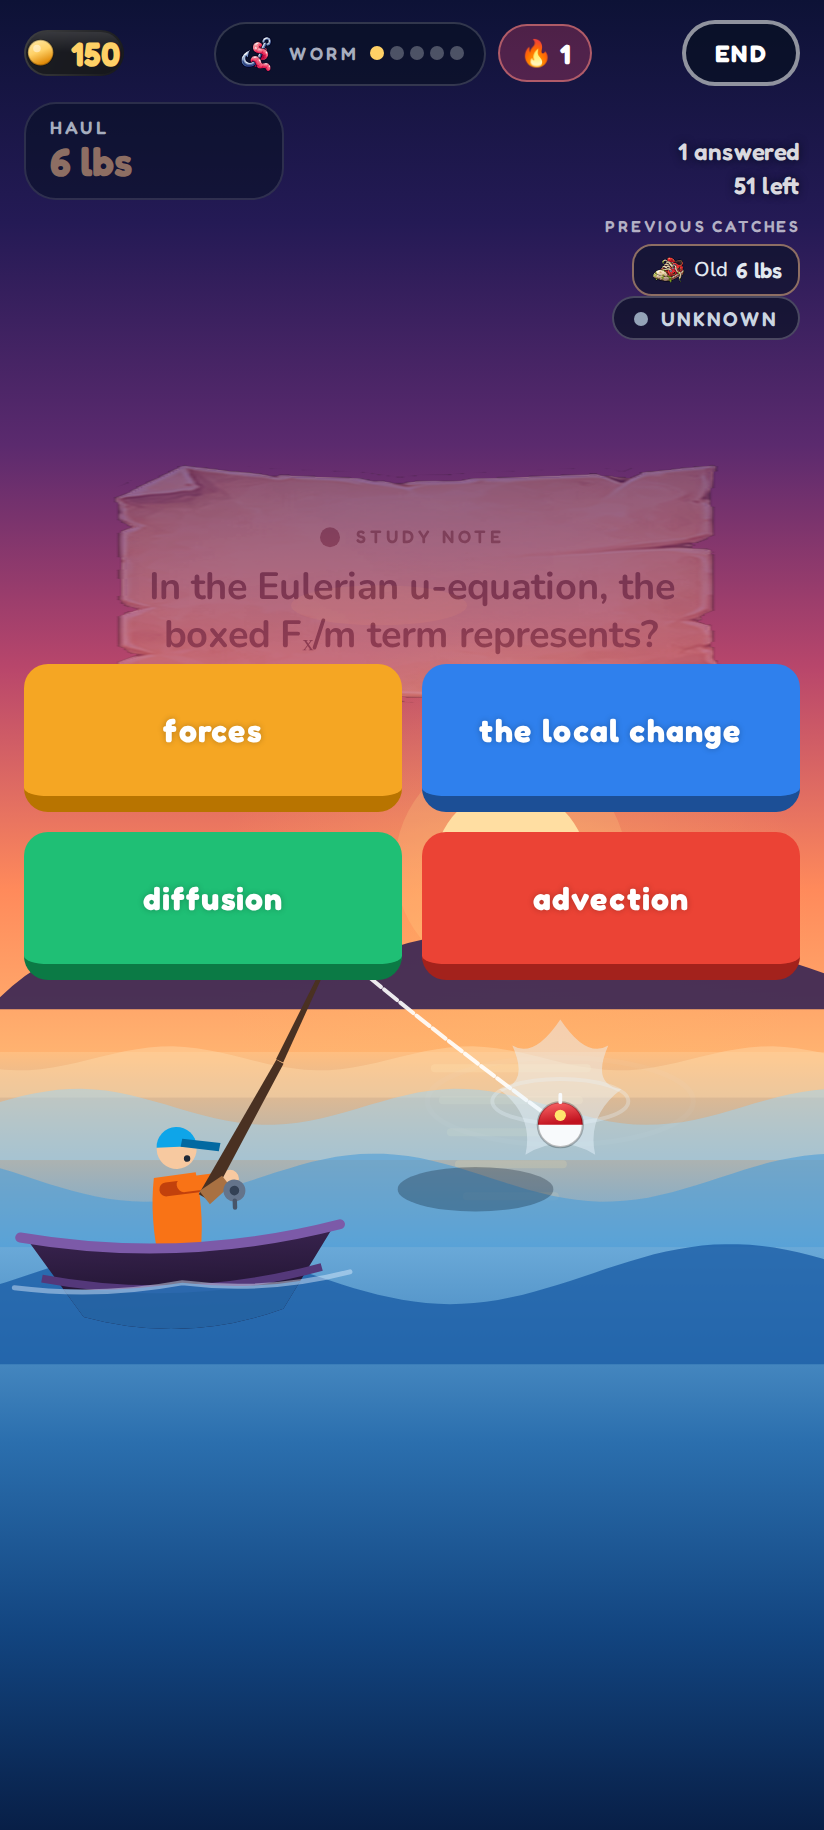 150
WORM
1
END
HAUL
6 lbs
1 answered
51 left
PREVIOUS CATCHES
Old 6 lbs
UNKNOWN
STUDY NOTE
In the Eulerian u-equation, the
boxed Fₓ/m term represents?
forces
the local change
diffusion
advection